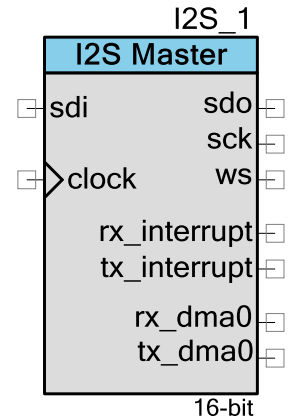 I2S_1
I2S Master
sdi sdo
sck
clock ws
rx_interrupt
tx_interrupt
rx_dma0
tx_dma0
16-bit